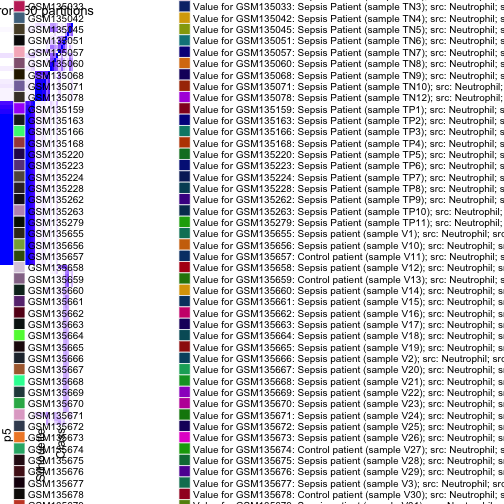 or 50 partitions
GSM135033 Value for GSM135033: Sepsis Patient (sample TN3); src: Neutrophil; s
GSM135042 Value for GSM135042: Sepsis Patient (sample TN4); src: Neutrophil; s
GSM135045 Value for GSM135045: Sepsis Patient (sample TN5); src: Neutrophil; s
GSM135051 Value for GSM135051: Sepsis Patient (sample TN6); src: Neutrophil; s
GSM135057 Value for GSM135057: Sepsis Patient (sample TN7); src: Neutrophil; s
GSM135060 Value for GSM135060: Sepsis Patient (sample TN8); src: Neutrophil; s
GSM135068 Value for GSM135068: Sepsis Patient (sample TN9); src: Neutrophil; s
GSM135071 Value for GSM135071: Sepsis Patient (sample TN10); src: Neutrophil;
GSM135078 Value for GSM135078: Sepsis Patient (sample TN12); src: Neutrophil;
GSM135159 Value for GSM135159: Sepsis Patient (sample TP1); src: Neutrophil; s
GSM135163 Value for GSM135163: Sepsis Patient (sample TP2); src: Neutrophil; s
GSM135166 Value for GSM135166: Sepsis Patient (sample TP3); src: Neutrophil; s
GSM135168 Value for GSM135168: Sepsis Patient (sample TP4); src: Neutrophil; s
GSM135220 Value for GSM135220: Sepsis Patient (sample TP5); src: Neutrophil; s
GSM135223 Value for GSM135223: Sepsis Patient (sample TP6); src: Neutrophil; s
GSM135224 Value for GSM135224: Sepsis Patient (sample TP7); src: Neutrophil; s
GSM135228 Value for GSM135228: Sepsis Patient (sample TP8); src: Neutrophil; s
GSM135262 Value for GSM135262: Sepsis Patient (sample TP9); src: Neutrophil; s
GSM135263 Value for GSM135263: Sepsis Patient (sample TP10); src: Neutrophil;
GSM135279 Value for GSM135279: Sepsis Patient (sample TP11); src: Neutrophil;
GSM135655 Value for GSM135655: Sepsis patient (sample V1); src: Neutrophil; src
GSM135656 Value for GSM135656: Sepsis patient (sample V10); src: Neutrophil; s
GSM135657 Value for GSM135657: Control patient (sample V11); src: Neutrophil; s
GSM135658 Value for GSM135658: Sepsis patient (sample V12); src: Neutrophil; s
GSM135659 Value for GSM135659: Control patient (sample V13); src: Neutrophil; s
GSM135660 Value for GSM135660: Sepsis patient (sample V14); src: Neutrophil; s
GSM135661 Value for GSM135661: Sepsis patient (sample V15); src: Neutrophil; s
GSM135662 Value for GSM135662: Sepsis patient (sample V16); src: Neutrophil; s
GSM135663 Value for GSM135663: Sepsis patient (sample V17); src: Neutrophil; s
GSM135664 Value for GSM135664: Sepsis patient (sample V18); src: Neutrophil; s
GSM135665 Value for GSM135665: Sepsis patient (sample V19); src: Neutrophil; s
GSM135666 Value for GSM135666: Sepsis patient (sample V2); src: Neutrophil; src
GSM135667 Value for GSM135667: Sepsis patient (sample V20); src: Neutrophil; s
GSM135668 Value for GSM135668: Sepsis patient (sample V21); src: Neutrophil; s
GSM135669 Value for GSM135669: Sepsis patient (sample V22); src: Neutrophil; s
GSM135670 Value for GSM135670: Sepsis patient (sample V23); src: Neutrophil; s
GSM135671 Value for GSM135671: Sepsis patient (sample V24); src: Neutrophil; s
GSM135672 Value for GSM135672: Sepsis patient (sample V25); src: Neutrophil; s
GSM135673 Value for GSM135673: Sepsis patient (sample V26); src: Neutrophil; s
GSM135674 Value for GSM135674: Control patient (sample V27); src: Neutrophil; s
GSM135675 Value for GSM135675: Sepsis patient (sample V28); src: Neutrophil; s
GSM135676 Value for GSM135676: Sepsis patient (sample V29); src: Neutrophil; s
GSM135677 Value for GSM135677: Sepsis patient (sample V3); src: Neutrophil; src
GSM135678 Value for GSM135678: Control patient (sample V30); src: Neutrophil; s
p5